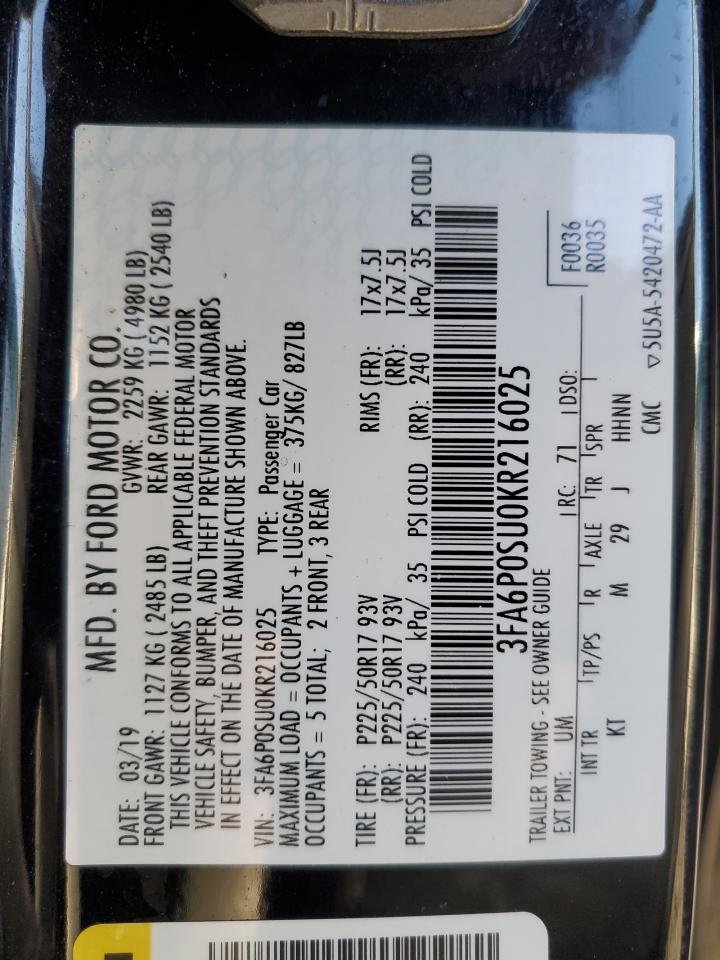 MFD. BY FORD MOTOR CO.
DATE: 03/19 GVWR: 2259 KG ( 4980 LB)
FRONT GAWR: 1127 KG ( 2485 LB) REAR GAWR: 1152 KG ( 2540 LB)
THIS VEHICLE CONFORMS TO ALL APPLICABLE FEDERAL MOTOR
VEHICLE SAFETY, BUMPER, AND THEFT PREVENTION STANDARDS
IN EFFECT ON THE DATE OF MANUFACTURE SHOWN ABOVE.
VIN: 3FA6P0SU0KR216025 TYPE: Passenger Car
MAXIMUM LOAD = OCCUPANTS + LUGGAGE = 375KG/ 827LB
OCCUPANTS = 5 TOTAL; 2 FRONT, 3 REAR
TIRE (FR): P225/50R17 93V RIMS (FR): 17x7.5J
(RR): P225/50R17 93V (RR): 17x7.5J
PRESSURE (FR): 240 kPa/ 35 PSI COLD (RR): 240 kPa/ 35 PSI COLD
3FA6P0SU0KR216025
TRAILER TOWING - SEE OWNER GUIDE
F0036
EXT PNT: UM RC: 71 DSO: R0035
INT TR TP/PS R AXLE TR SPR
KT M 29 J HHNN
CMC ▽5U5A-5420472-AA